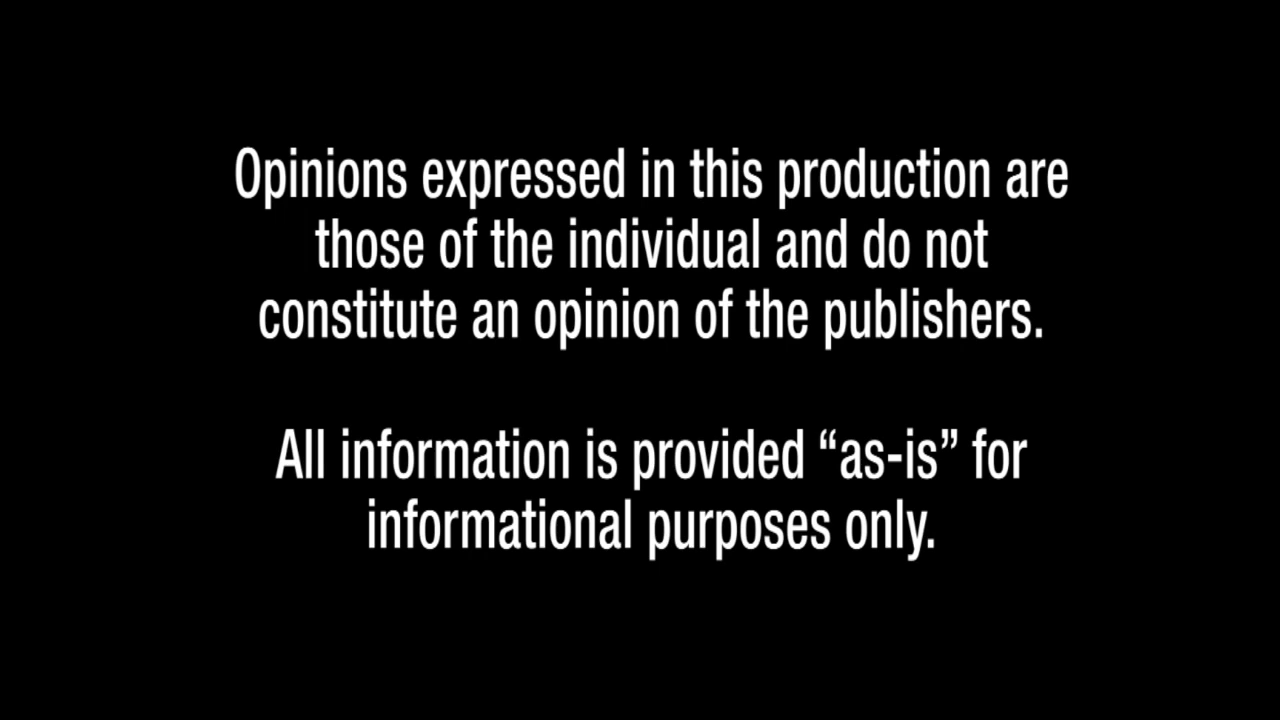 Opinions expressed in this production are
those of the individual and do not
constitute an opinion of the publishers.
All information is provided “as-is” for
informational purposes only.